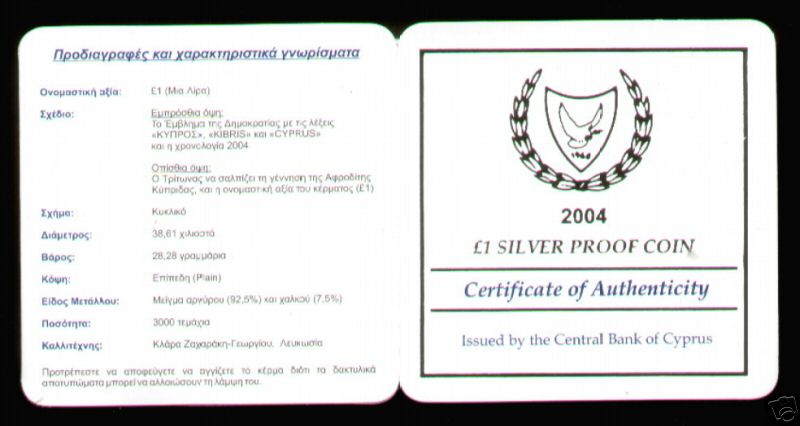 Προδιαγραφές και χαρακτηριστικά γνωρίσματα
Ονομαστική αξία: £1 (Μια Λίρα)
Σχέδιο: Εμπρόσθια όψη:
Το Έμβλημα της Δημοκρατίας με τις λέξεις
«ΚΥΠΡΟΣ», «KIBRIS» και «CYPRUS»
και η χρονολογία 2004
Οπίσθια όψη:
Ο Τρίτωνας να σαλπίζει τη γέννηση της Αφροδίτης
Κύπριδας, και η ονομαστική αξία του κέρματος (£1)
Σχήμα: Κυκλικό
Διάμετρος: 38,61 χιλιοστά
Βάρος: 28,28 γραμμάρια
Κόψη: Επίπεδη (Plain)
Είδος Μετάλλου: Μείγμα αργύρου (92,5%) και χαλκού (7,5%)
Ποσότητα: 3000 τεμάχια
Καλλιτέχνης: Κλάρα Ζαχαράκη-Γεωργίου, Λευκωσία
Προτρέπεστε να αποφεύγετε να αγγίζετε το κέρμα διότι τα δακτυλικά
αποτυπώματα μπορεί να αλλοιώσουν τη λάμψη του.
1960
2004
£1 SILVER PROOF COIN
Certificate of Authenticity
Issued by the Central Bank of Cyprus